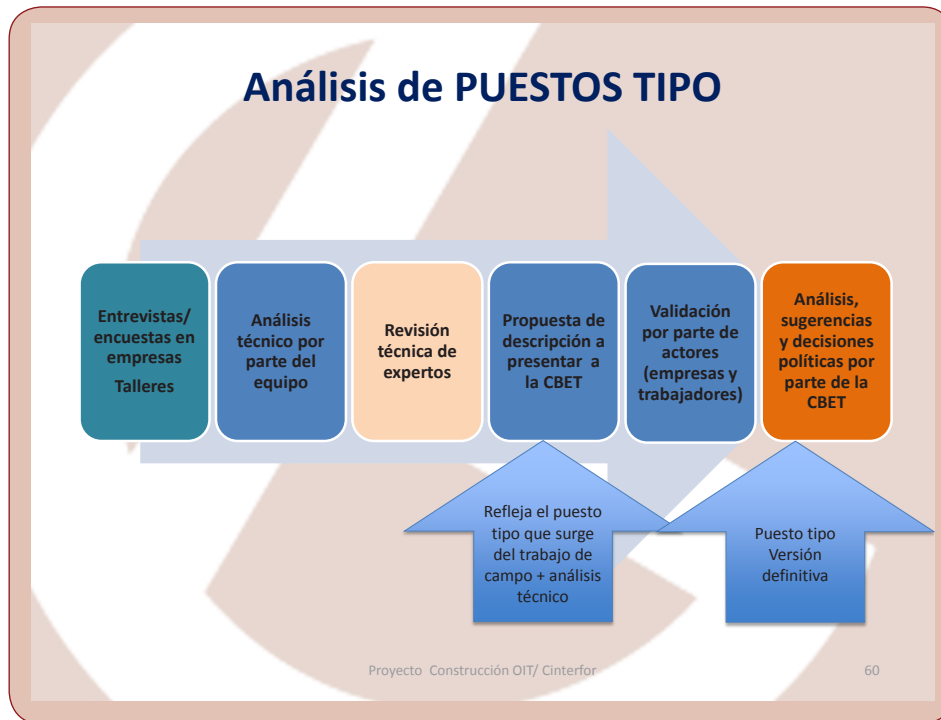 Análisis de PUESTOS TIPO
Entrevistas/
encuestas en
empresas
Talleres
Análisis
técnico por
parte del
equipo
Revisión
técnica de
expertos
Propuesta de
descripción a
presentar a
la CBET
Validación
por parte de
actores
(empresas y
trabajadores)
Análisis,
sugerencias
y decisiones
políticas por
parte de la
CBET
Refleja el puesto
tipo que surge
del trabajo de
campo + análisis
técnico
Puesto tipo
Versión
definitiva
Proyecto Construcción OIT/ Cinterfor
60